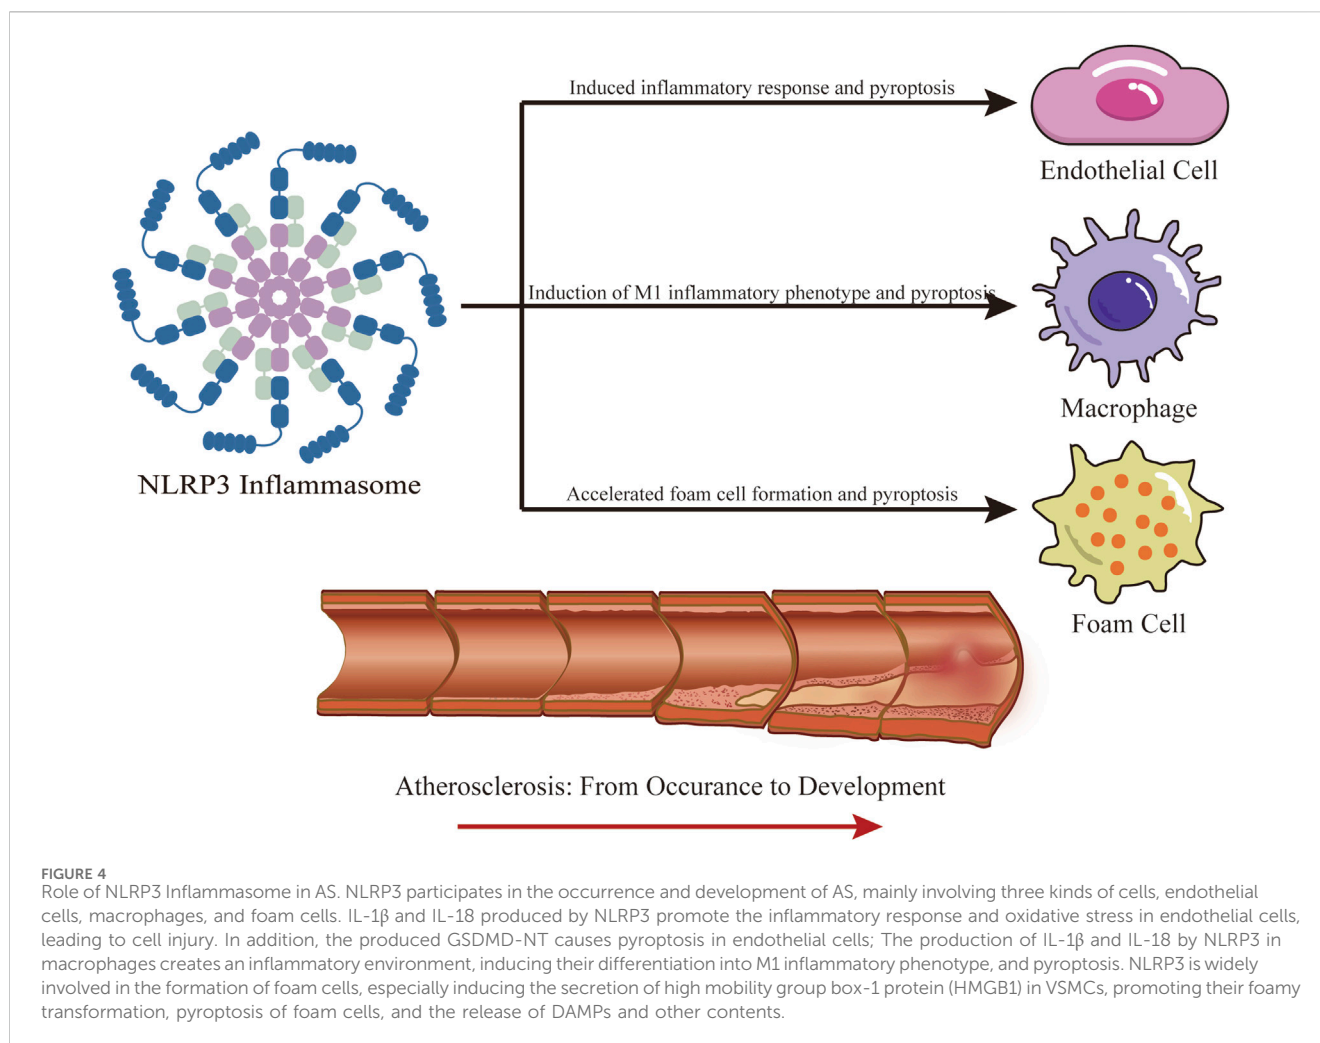 Induced inflammatory response and pyroptosis
Endothelial Cell
Induction of M1 inflammatory phenotype and pyroptosis
Macrophage
NLRP3 Inflammasome
Accelerated foam cell formation and pyroptosis
Foam Cell
Atherosclerosis: From Occurance to Development
FIGURE 4
Role of NLRP3 Inflammasome in AS. NLRP3 participates in the occurrence and development of AS, mainly involving three kinds of cells, endothelial
cells, macrophages, and foam cells. IL-1β and IL-18 produced by NLRP3 promote the inflammatory response and oxidative stress in endothelial cells,
leading to cell injury. In addition, the produced GSDMD-NT causes pyroptosis in endothelial cells; The production of IL-1β and IL-18 by NLRP3 in
macrophages creates an inflammatory environment, inducing their differentiation into M1 inflammatory phenotype, and pyroptosis. NLRP3 is widely
involved in the formation of foam cells, especially inducing the secretion of high mobility group box-1 protein (HMGB1) in VSMCs, promoting their foamy
transformation, pyroptosis of foam cells, and the release of DAMPs and other contents.